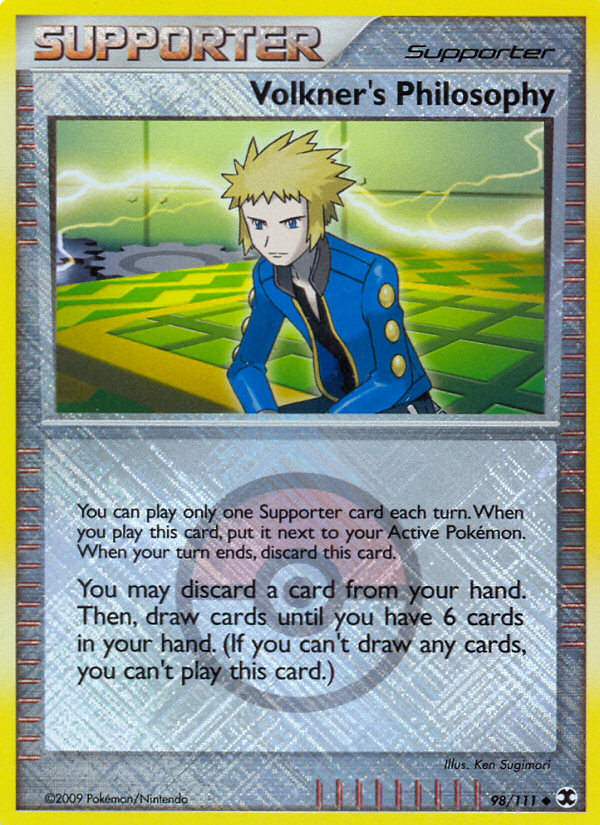 SUPPORTER
Supporter
Volkner's Philosophy
You can play only one Supporter card each turn. When
you play this card, put it next to your Active Pokémon.
When your turn ends, discard this card.
You may discard a card from your hand.
Then, draw cards until you have 6 cards
in your hand. (If you can't draw any cards,
you can't play this card.)
Illus. Ken Sugimori
©2009 Pokémon/Nintendo
98/111